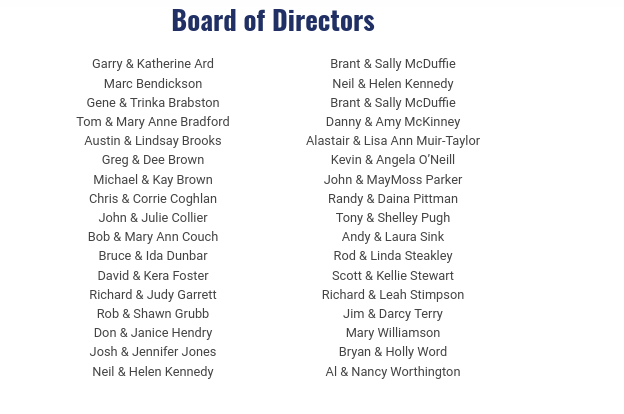 Board of Directors
Garry & Katherine Ard
Marc Bendickson
Gene & Trinka Brabston
Tom & Mary Anne Bradford
Austin & Lindsay Brooks
Greg & Dee Brown
Michael & Kay Brown
Chris & Corrie Coghlan
John & Julie Collier
Bob & Mary Ann Couch
Bruce & Ida Dunbar
David & Kera Foster
Richard & Judy Garrett
Rob & Shawn Grubb
Don & Janice Hendry
Josh & Jennifer Jones
Neil & Helen Kennedy
Brant & Sally McDuffie
Neil & Helen Kennedy
Brant & Sally McDuffie
Danny & Amy McKinney
Alastair & Lisa Ann Muir-Taylor
Kevin & Angela O’Neill
John & MayMoss Parker
Randy & Daina Pittman
Tony & Shelley Pugh
Andy & Laura Sink
Rod & Linda Steakley
Scott & Kellie Stewart
Richard & Leah Stimpson
Jim & Darcy Terry
Mary Williamson
Bryan & Holly Word
Al & Nancy Worthington